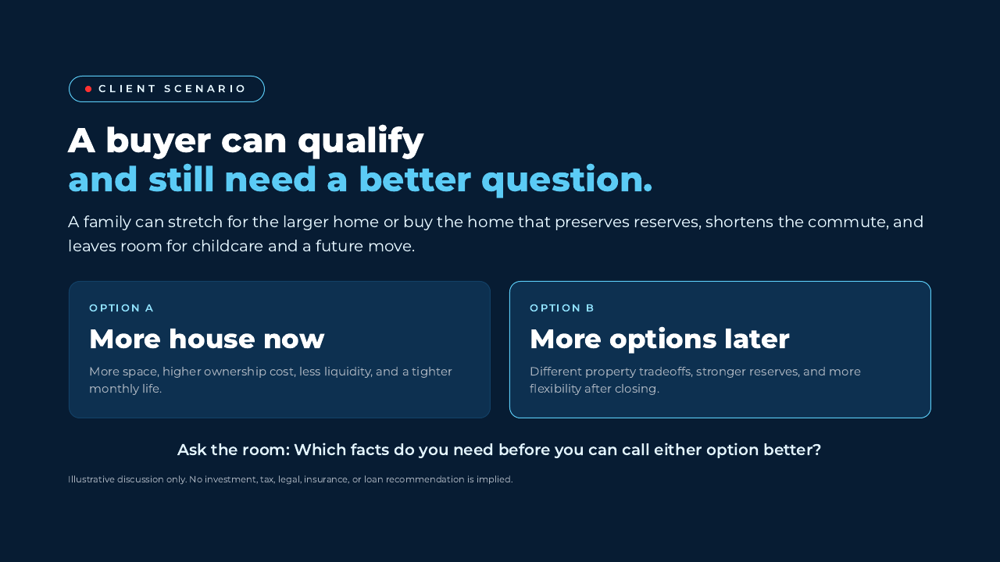 CLIENT SCENARIO
A buyer can qualify
and still need a better question.
A family can stretch for the larger home or buy the home that preserves reserves, shortens the commute, and
leaves room for childcare and a future move.
OPTION A
More house now
More space, higher ownership cost, less liquidity, and a tighter
monthly life.
OPTION B
More options later
Different property tradeoffs, stronger reserves, and more
flexibility after closing.
Ask the room: Which facts do you need before you can call either option better?
Illustrative discussion only. No investment, tax, legal, insurance, or loan recommendation is implied.